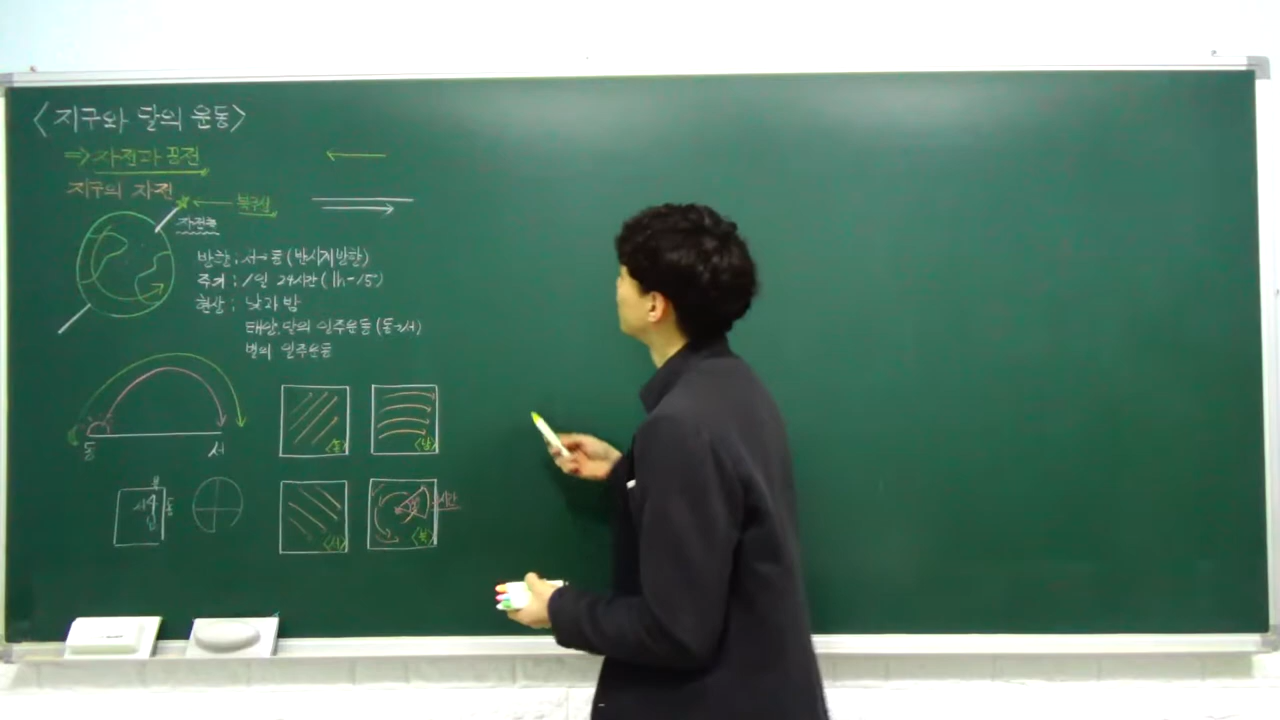 <지구와 달의 운동>
⇒ 자전과 공전
지구의 자전
북극성
자전축
방향 : 서→동 (반시계방향)
주기 : 1일 24시간 (1h-15°)
현상 : 낮과 밤
태양, 달의 일주운동 (동→서)
별의 일주운동
동 서
<동> <남>
북
서 동
<서> <북>
시간